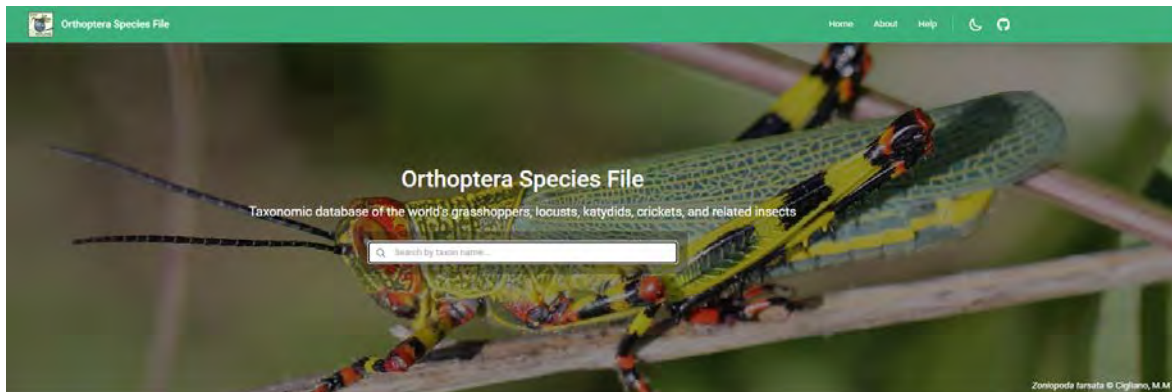 Orthoptera Species File
Home About Help
Orthoptera Species File
Taxonomic database of the world's grasshoppers, locusts, katydids, crickets, and related insects
Search by taxon name...
Zoniopoda tarsata © Cigliano, M.M